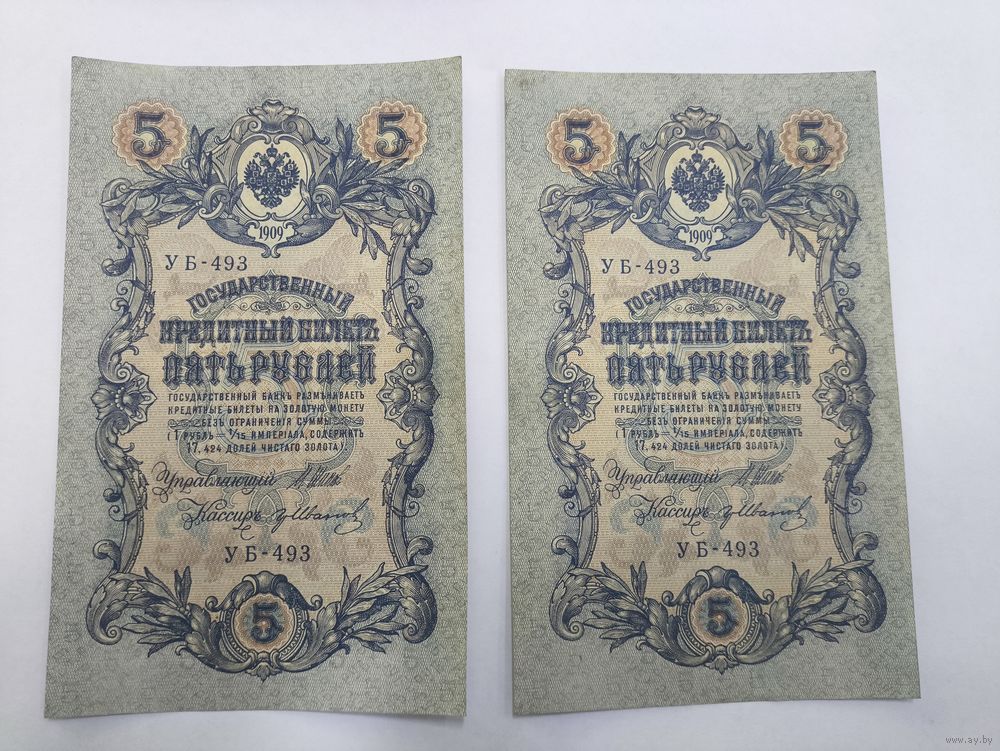 5 5
1909
УБ-493
ГОСУДАРСТВЕННЫЙ
КРЕДИТНЫЙ БИЛЕТЪ
ПЯТЬ РУБЛЕЙ
ГОСУДАРСТВЕННЫЙ БАНКЪ РАЗМѢНИВАЕТЪ
КРЕДИТНЫЕ БИЛЕТЫ НА ЗОЛОТУЮ МОНЕТУ
БЕЗЪ ОГРАНИЧЕНІЯ СУММЫ
(1 РУБЛЬ = 1/15 ИМПЕРІАЛА, СОДЕРЖИТЪ
17,424 ДОЛЕЙ ЧИСТАГО ЗОЛОТА).
Управляющій
Кассиръ ГИванов
УБ-493
5
5 5
1909
УБ-493
ГОСУДАРСТВЕННЫЙ
КРЕДИТНЫЙ БИЛЕТЪ
ПЯТЬ РУБЛЕЙ
ГОСУДАРСТВЕННЫЙ БАНКЪ РАЗМѢНИВАЕТЪ
КРЕДИТНЫЕ БИЛЕТЫ НА ЗОЛОТУЮ МОНЕТУ
БЕЗЪ ОГРАНИЧЕНІЯ СУММЫ
(1 РУБЛЬ = 1/15 ИМПЕРІАЛА, СОДЕРЖИТЪ
17,424 ДОЛЕЙ ЧИСТАГО ЗОЛОТА).
Управляющій
Кассиръ ГИванов
УБ-493
5
www.ay.by